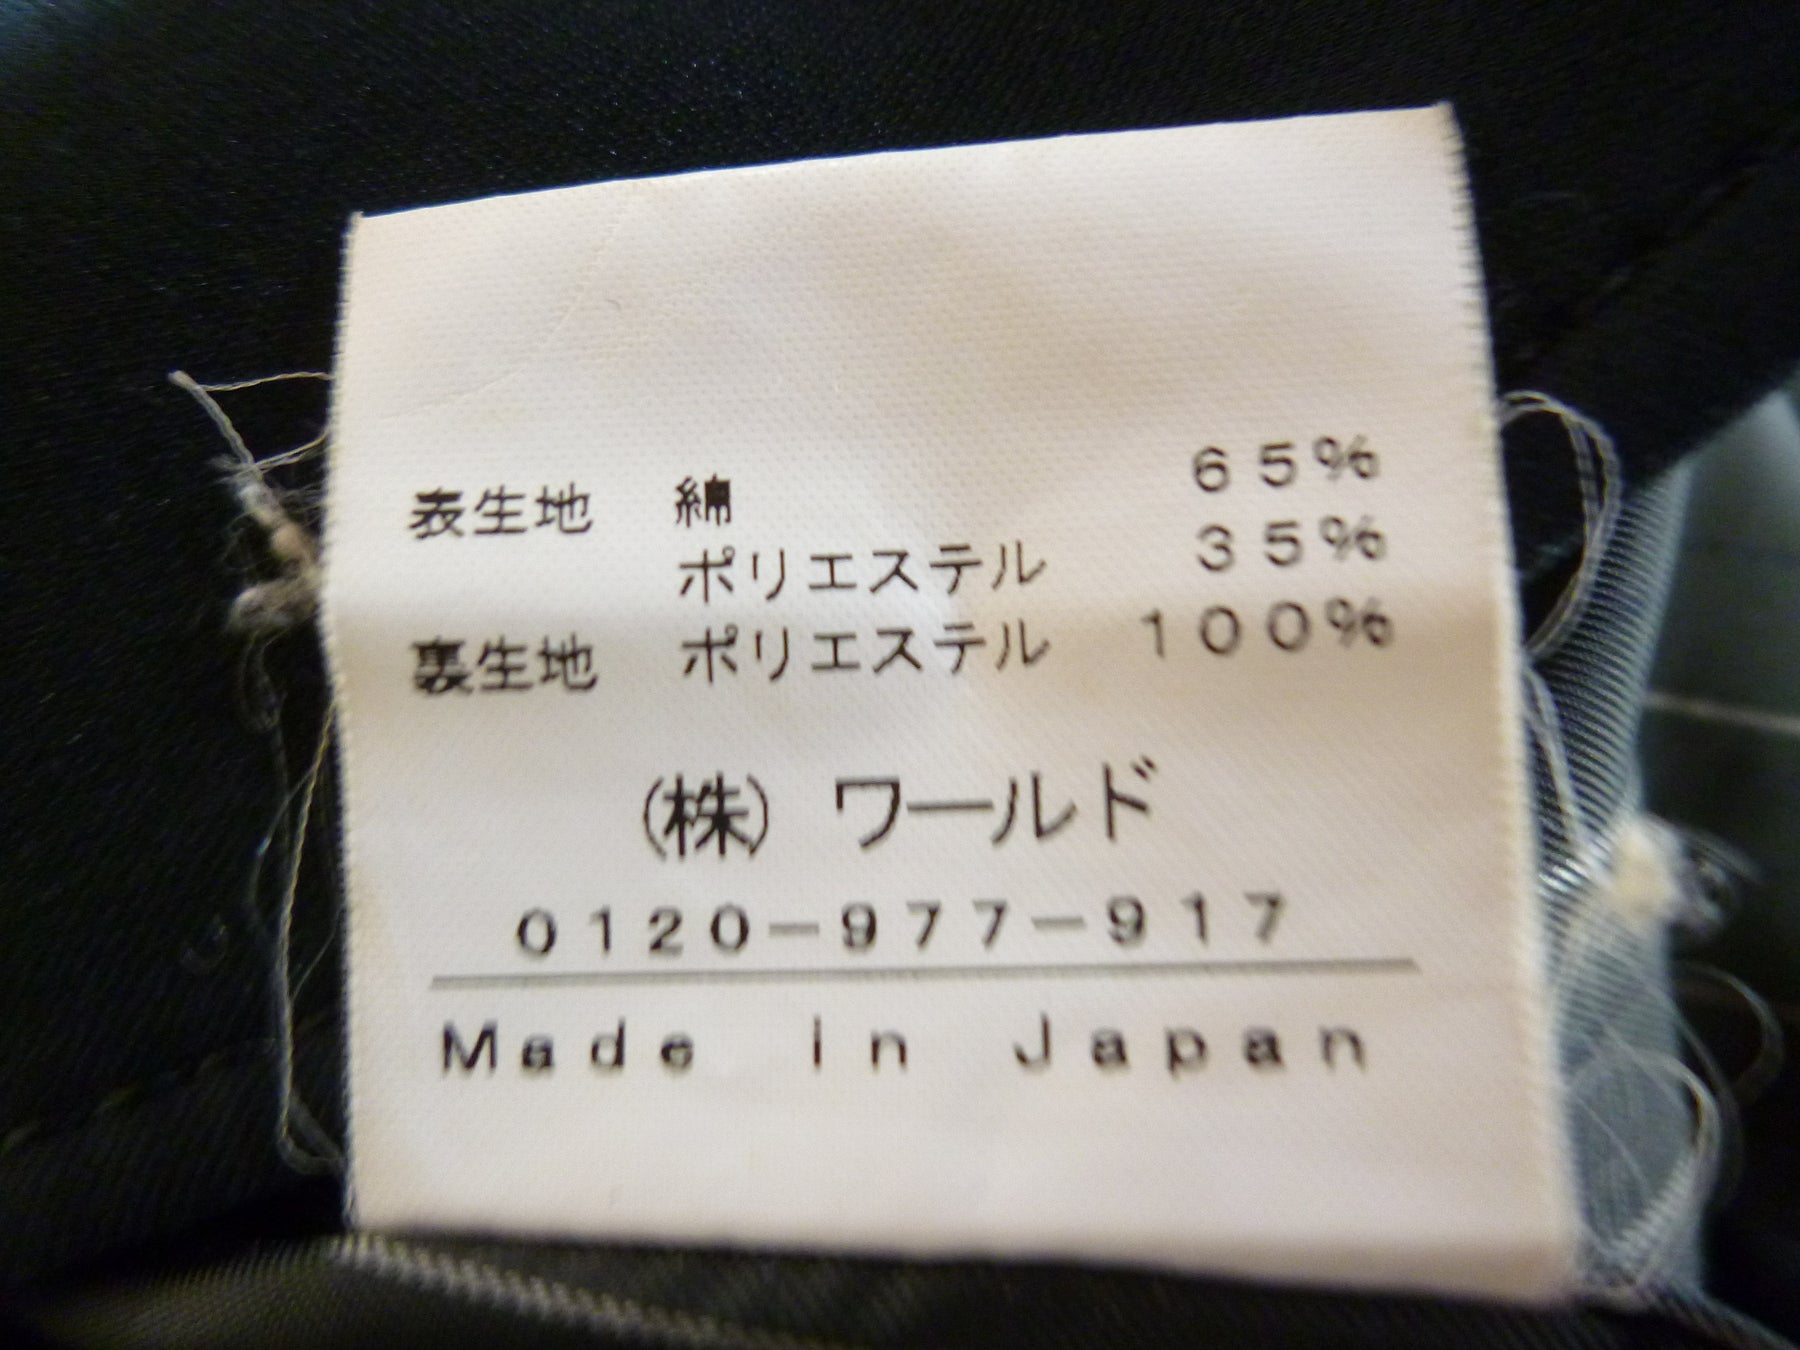 表生地 綿 65%
ポリエステル 35%
裏生地 ポリエステル 100%
(株) ワールド
0120-977-917
Made in Japan